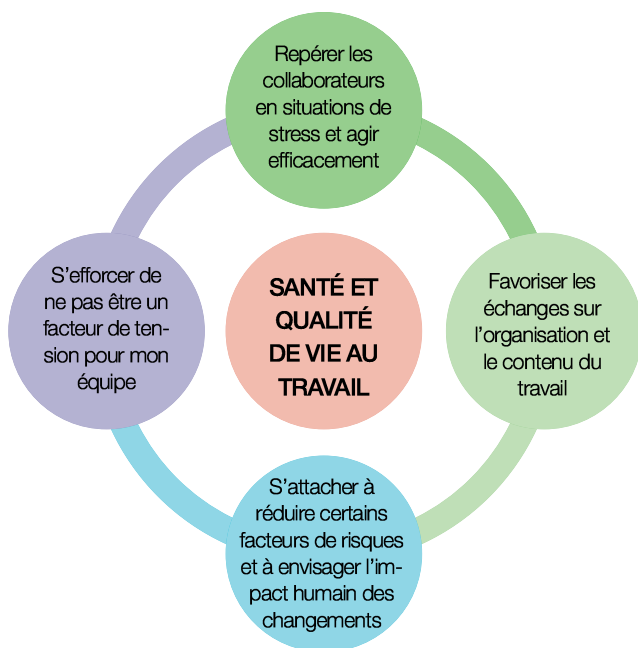 Repérer les
collaborateurs
en situations de
stress et agir
efficacement
S'efforcer de
ne pas être un
facteur de ten-
sion pour mon
équipe
SANTÉ ET
QUALITÉ
DE VIE AU
TRAVAIL
Favoriser les
échanges sur
l'organisation et
le contenu du
travail
S'attacher à
réduire certains
facteurs de risques
et à envisager l'im-
pact humain des
changements